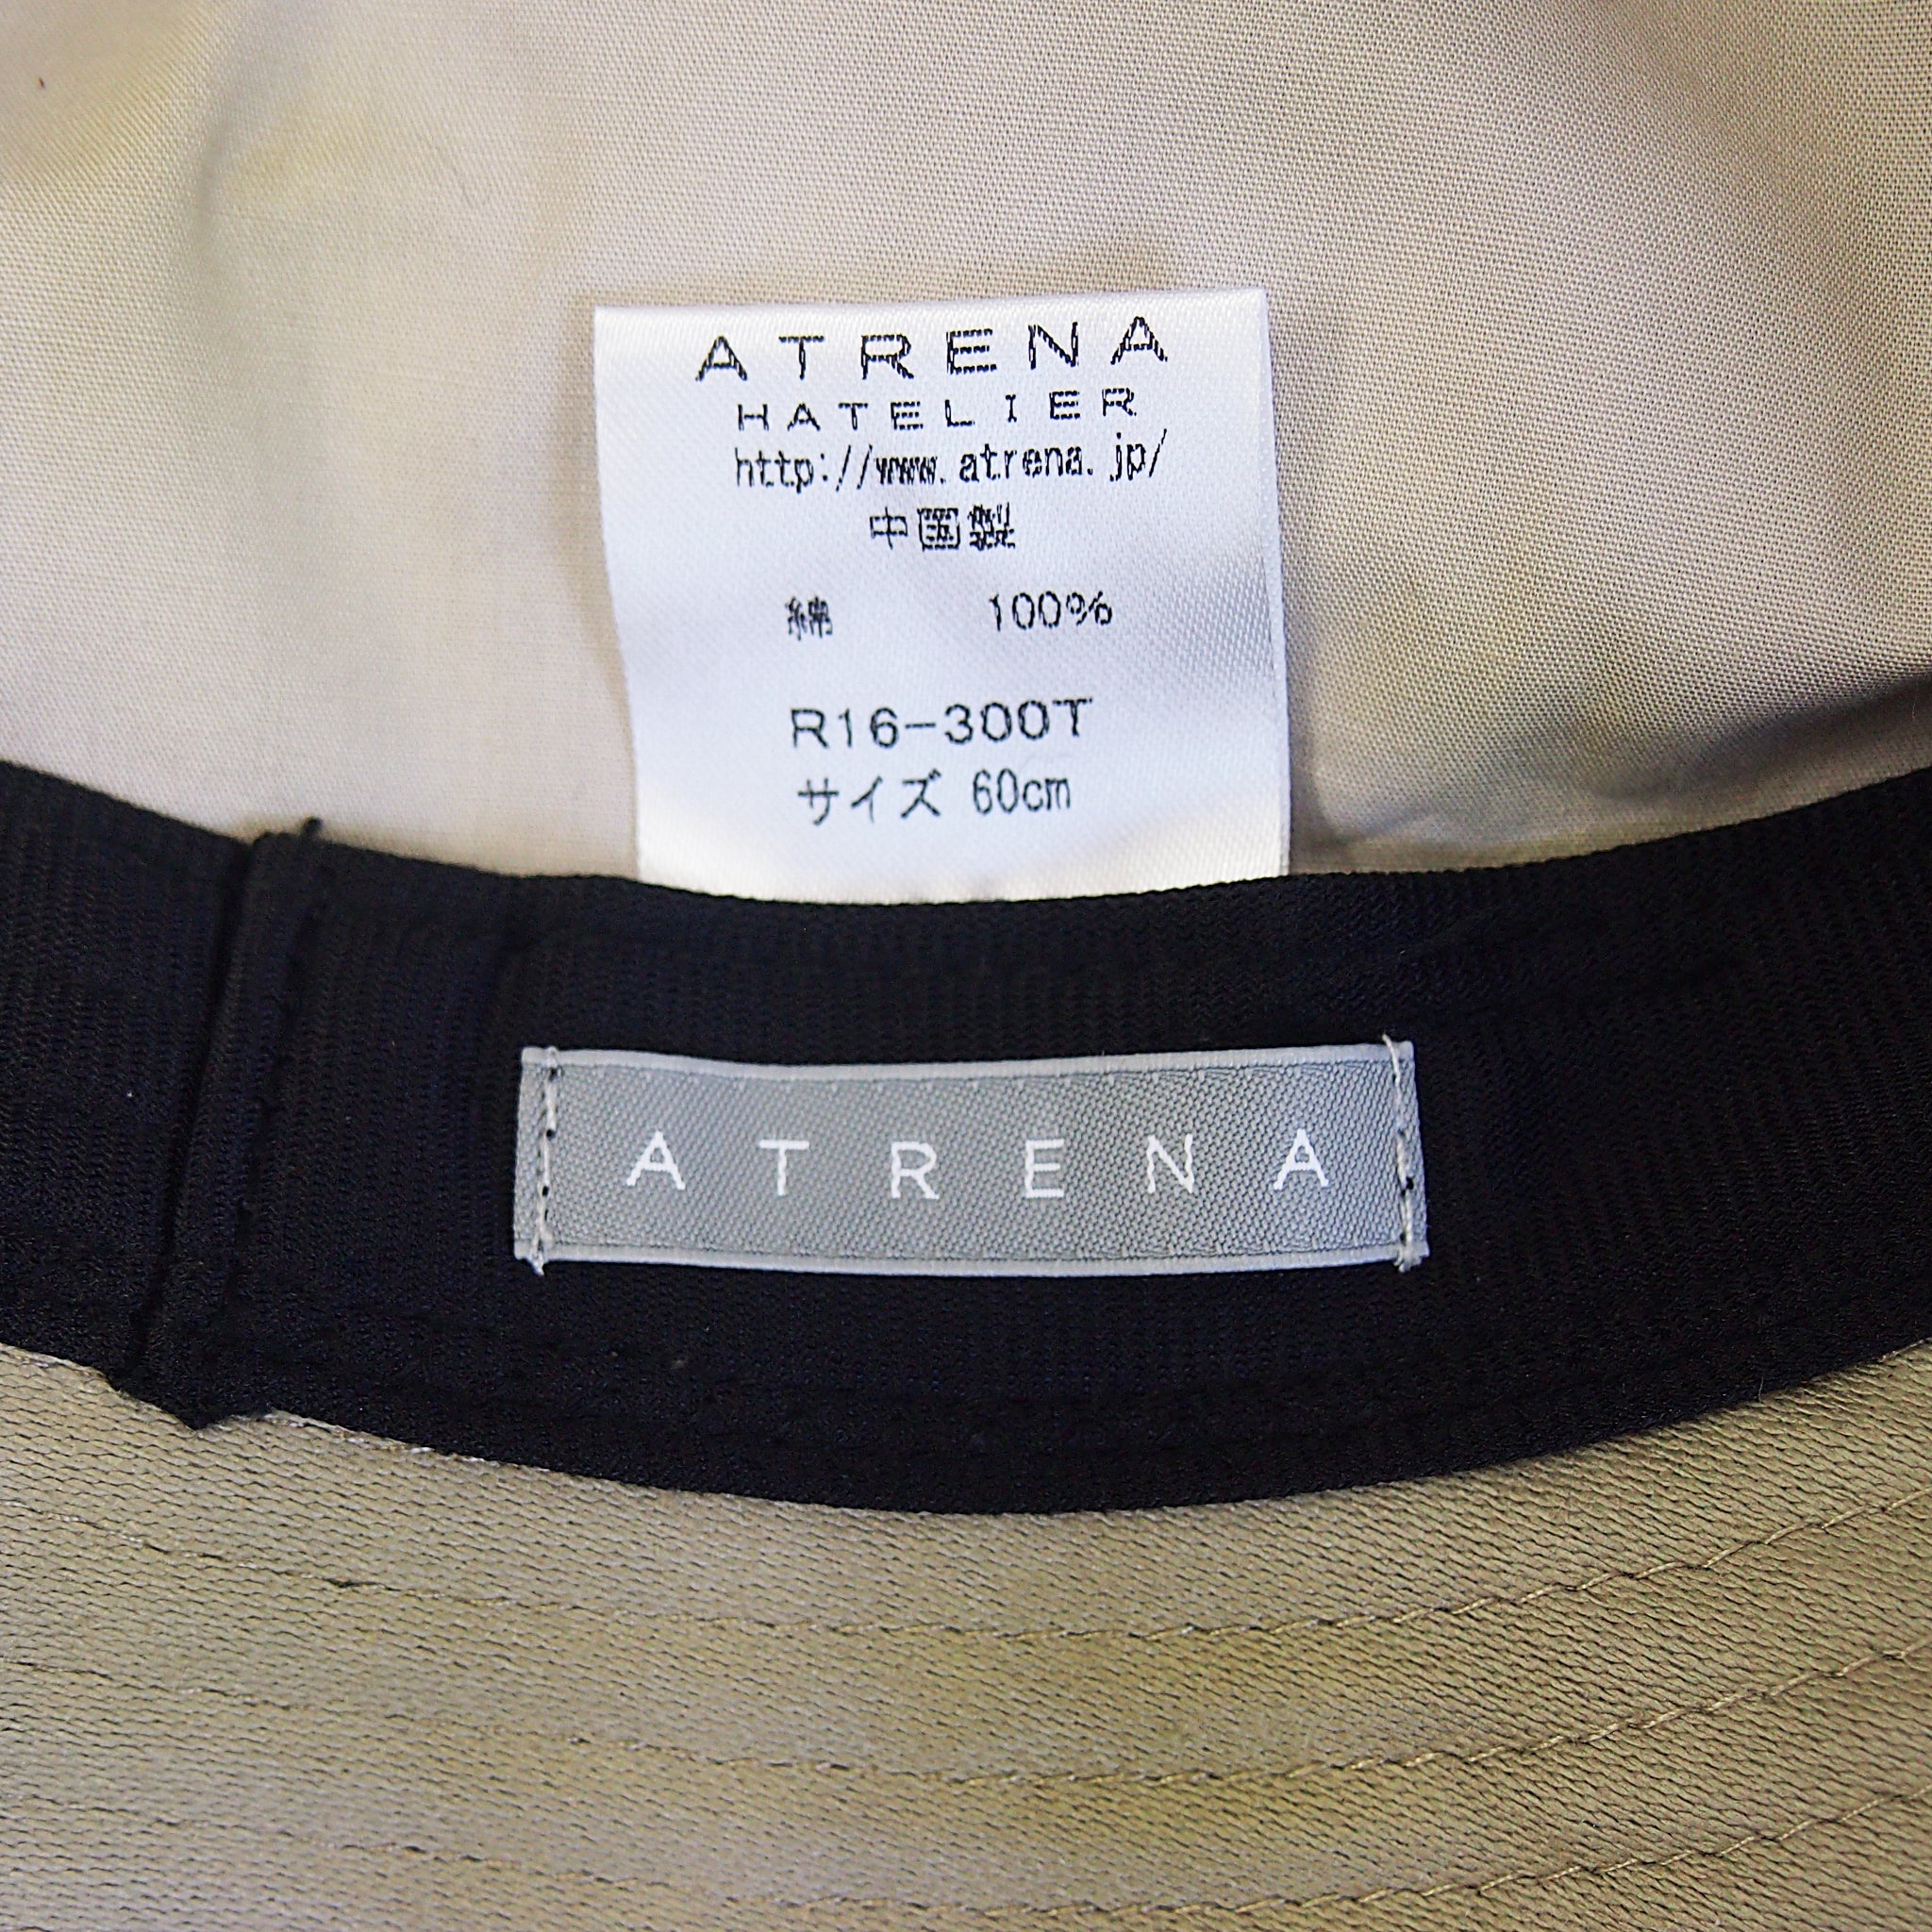 ATRENA
HATELIER
http://www.atrena.jp/
中国製
綿 100%
R16-300T
サイズ 60cm
ATRENA